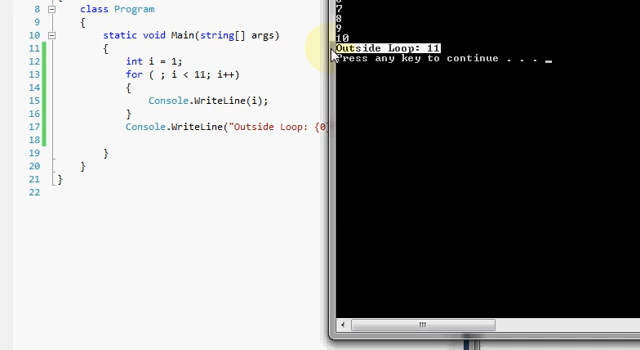 8 class Program
9 {
10 static void Main(string[] args)
11 {
12 int i = 1;
13 for ( ; i < 11; i++)
14 {
15 Console.WriteLine(i);
16 }
17 Console.WriteLine("Outside Loop: {0
18
19 }
20 }
21 }
22
7
8
9
10
Outside Loop: 11
Press any key to continue . . . _